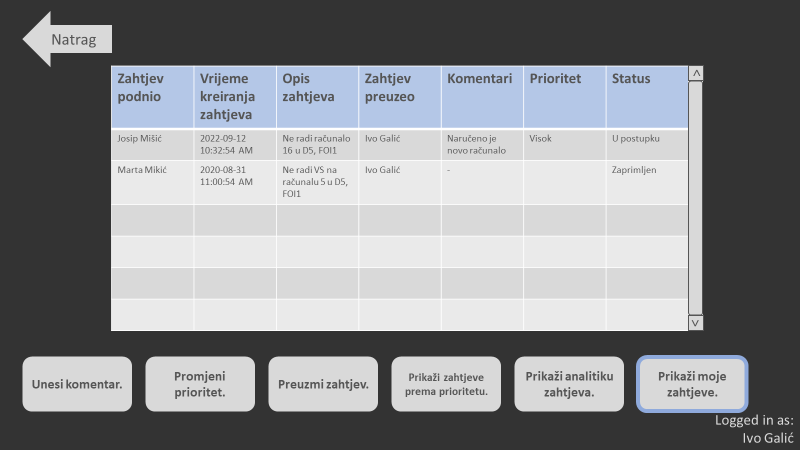 Natrag
Zahtjev podnio	Vrijeme kreiranja zahtjeva	Opis zahtjeva	Zahtjev preuzeo	Komentari	Prioritet	Status
Josip Mišić	2022-09-12 10:32:54 AM	Ne radi računalo 16 u D5, FOI1	Ivo Galić	Naručeno je novo računalo	Visok	U postupku
Marta Mikić	2020-08-31 11:00:54 AM	Ne radi VS na računalu 5 u D5, FOI1	Ivo Galić	-		Zaprimljen
Unesi komentar.
Promjeni
prioritet.
Preuzmi zahtjev.
Prikaži zahtjeve
prema prioritetu.
Prikaži analitiku
zahtjeva.
Prikaži moje
zahtjeve.
Logged in as:
Ivo Galić